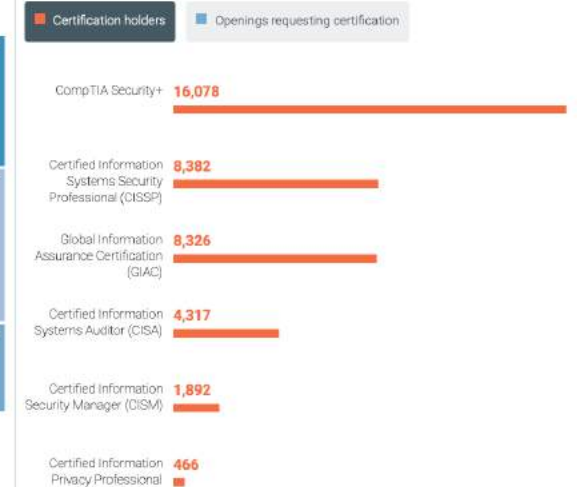 Certification holders
Openings requesting certification
CompTIA Security+
16,078
Certified Information
Systems Security
Professional (CISSP)
8,382
Global Information
Assurance Certification
(GIAC)
8,326
Certified Information
Systems Auditor (CISA)
4,317
Certified Information
Security Manager (CISM)
1,892
Certified Information
Privacy Professional
466